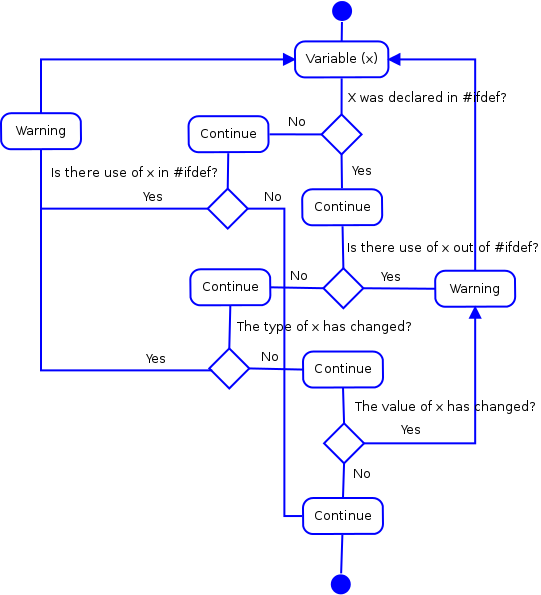 Variable (x)
X was declared in #ifdef?
No
Continue
Warning
Yes
Is there use of x in #ifdef?
Yes
No
Continue
Is there use of x out of #ifdef?
No
Yes
Continue
Warning
The type of x has changed?
Yes
No
Continue
The value of x has changed?
Yes
No
Continue